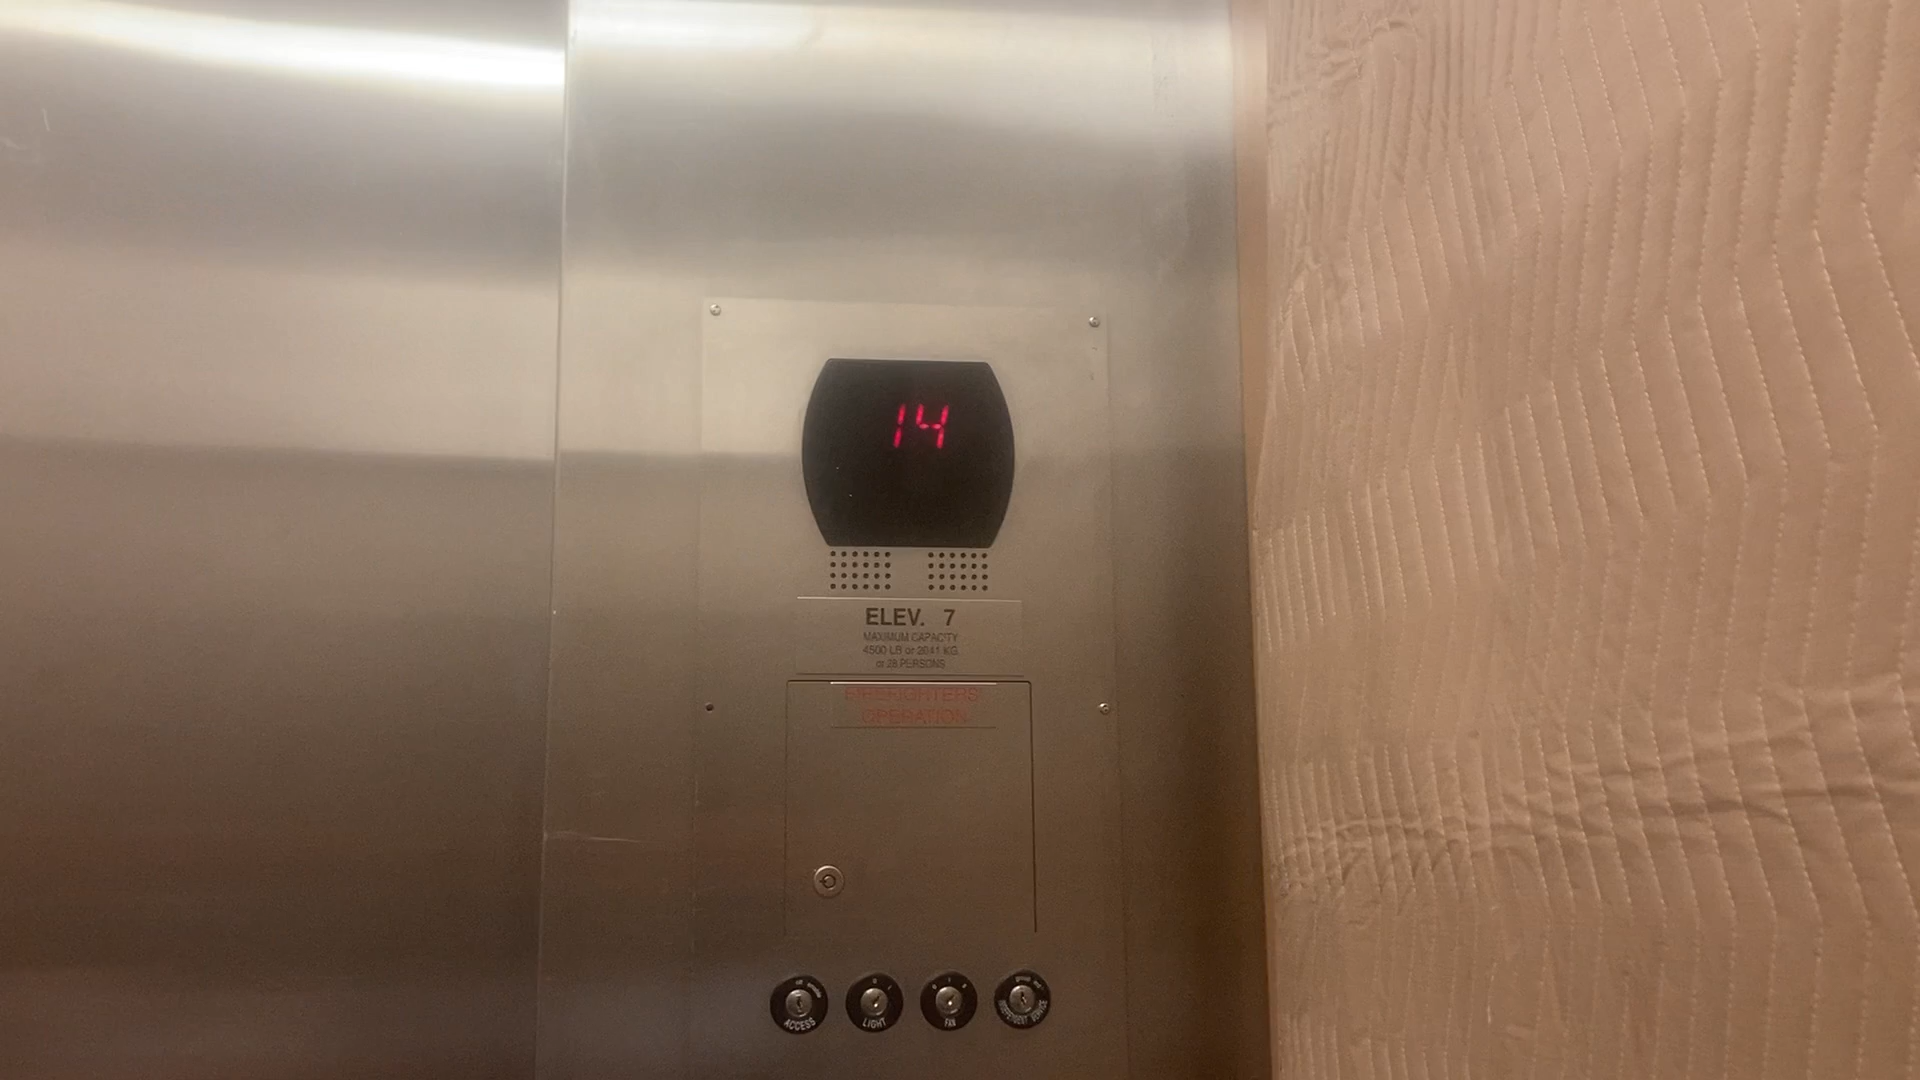 14
ELEV. 7
MAXIMUM CAPACITY
4500 LB or 2041 KG.
or 28 PERSONS
FIREFIGHTERS'
OPERATION
ACCESS
LIGHT
FAN
INDEPENDENT SERVICE